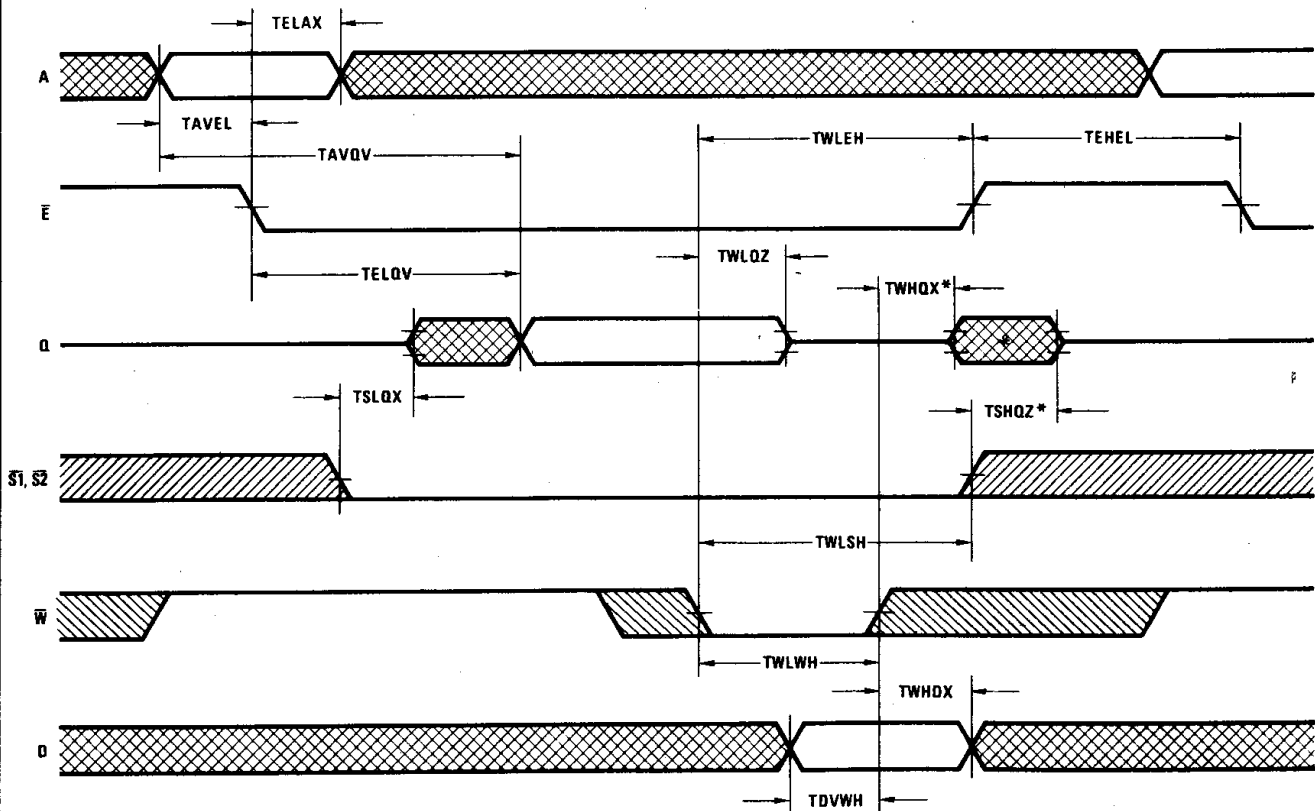 TELAX
A
TAVEL
TAVQV
TWLEH
TEHEL
E̅
TELQV
TWLQZ
TWHQX*
Q
TSLQX
TSHQZ*
S̅1̅, S̅2̅
TWLSH
W̅
TWLWH
TWHDX
D
TDVWH